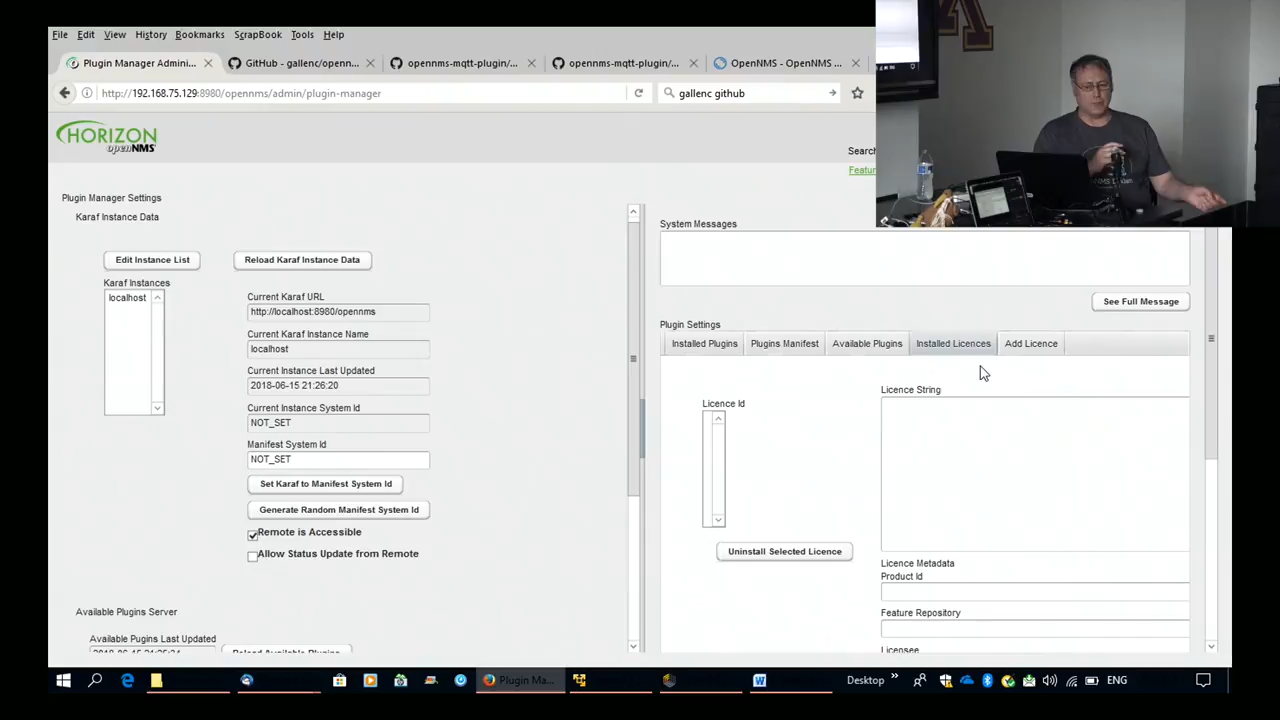 File Edit View History Bookmarks ScrapBook Tools Help
Plugin Manager Admini... GitHub - gallenc/openn... opennms-mqtt-plugin/... opennms-mqtt-plugin/... OpenNMS - OpenNMS ...
http://192.168.75.129:8980/opennms/admin/plugin-manager gallenc github
HORIZON
openNMS
Search
Featur
Plugin Manager Settings
Karaf Instance Data
Edit Instance List Reload Karaf Instance Data
Karaf Instances
localhost
Current Karaf URL
http://localhost:8980/opennms
Current Karaf Instance Name
localhost
Current Karaf Instance Last Updated
2018-06-15 21:26:20
Current Instance System Id
NOT_SET
Manifest System Id
NOT_SET
Set Karaf to Manifest System Id
Generate Random Manifest System Id
Remote is Accessible
Allow Status Update from Remote
Available Plugins Server
Available Pugins Last Updated
Reload Available Plugins
System Messages
See Full Message
Plugin Settings
Installed Plugins Plugins Manifest Available Plugins Installed Licences Add Licence
Licence Id
Uninstall Selected Licence
Licence String
Licence Metadata
Product Id
Feature Repository
Licensee
Plugin Ma...
Desktop
ENG